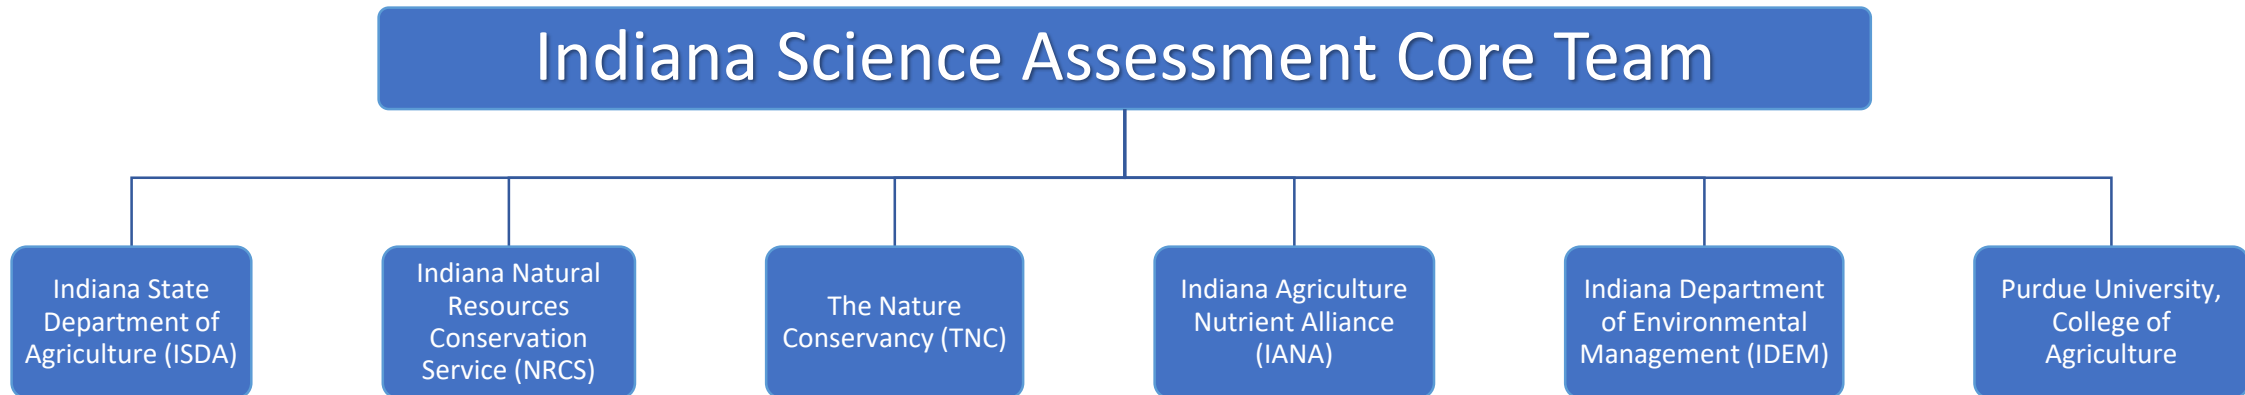 Indiana Science Assessment Core Team
Indiana State
Department of
Agriculture (ISDA)
Indiana Natural
Resources
Conservation
Service (NRCS)
The Nature
Conservancy (TNC)
Indiana Agriculture
Nutrient Alliance
(IANA)
Indiana Department
of Environmental
Management (IDEM)
Purdue University,
College of
Agriculture